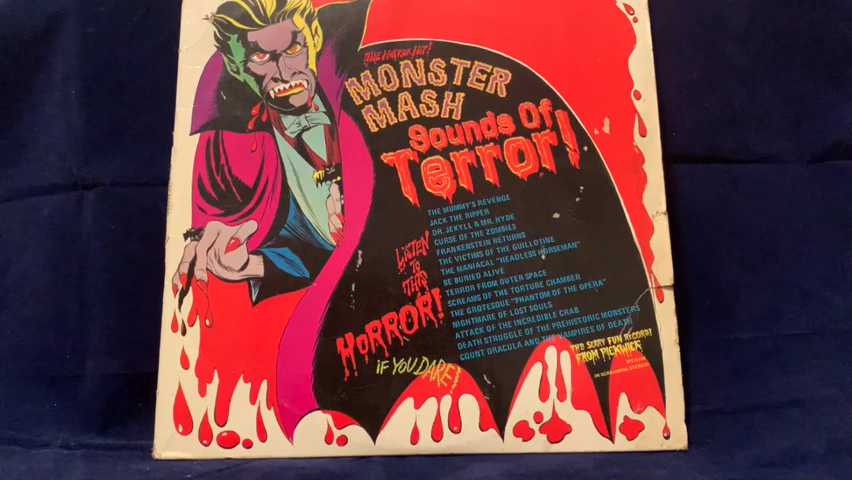 THE HORROR HIT!
MONSTER
MASH
Sounds Of
Terror!
THE MUMMY'S REVENGE
JACK THE RIPPER
DR. JEKYLL & MR. HYDE
CURSE OF THE ZOMBIES
FRANKENSTEIN RETURNS
THE VICTIMS OF THE GUILLOTINE
THE MANIACAL "HEADLESS HORSEMAN"
BE BURIED ALIVE
TERROR FROM OUTER SPACE
SCREAMS OF THE TORTURE CHAMBER
THE GROTESQUE "PHANTOM OF THE OPERA"
NIGHTMARE OF LOST SOULS
ATTACK OF THE INCREDIBLE CRAB
DEATH STRUGGLE OF THE PREHISTORIC MONSTERS
COUNT DRACULA AND THE VAMPIRES OF DEATH
LISTEN
TO
THIS
HORROR!
IF YOU DARE!
THE SCARY FUN RECORD!
FROM PICKWICK
IN SCREAMING STEREO!